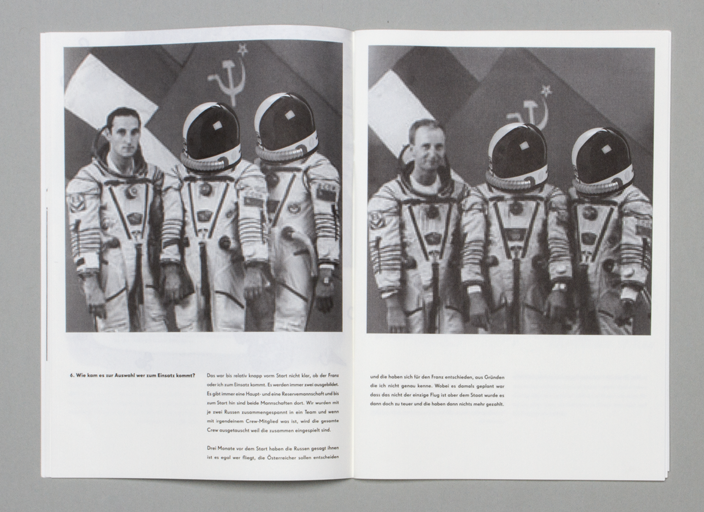 6. Wie kam es zur Auswahl wer zum Einsatz kommt?
Das war bis relativ knapp vorm Start nicht klar, ob der Franz
oder ich zum Einsatz kommt. Es werden immer zwei ausgebildet.
Es gibt immer eine Haupt- und eine Reservemannschaft und bis
zum Start hin sind beide Mannschaften dort. Wir wurden mit
je zwei Russen zusammengespannt in ein Team und wenn
mit irgendeinem Crew-Mitglied was ist, wird die gesamte
Crew ausgetauscht weil die zusammen eingespielt sind.
Drei Monate vor dem Start haben die Russen gesagt ihnen
ist es egal wer fliegt, die Österreicher sollen entscheiden
und die haben sich für den Franz entschieden, aus Gründen
die ich nicht genau kenne. Wobei es damals geplant war
dass das nicht der einzige Flug ist aber dem Staat wurde es
dann doch zu teuer und die haben dann nichts mehr gezahlt.